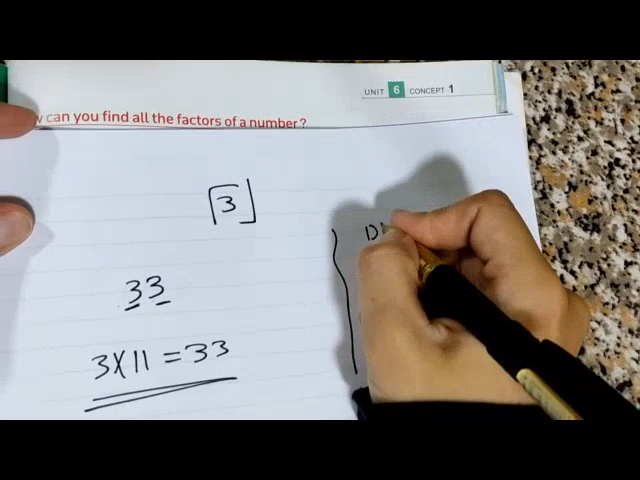 UNIT 6 CONCEPT 1
can you find all the factors of a number?
3
33
3X11=33